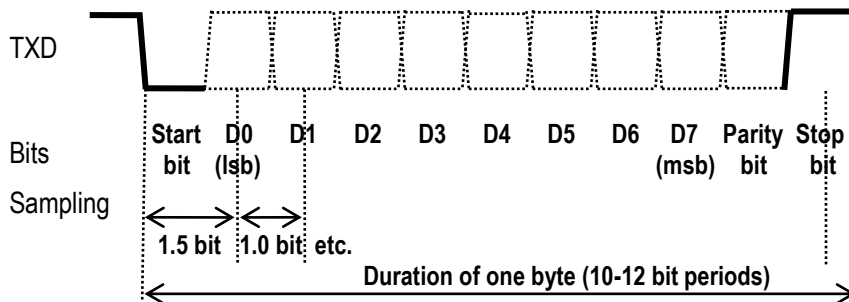 TXD
Bits
Start D0 D1 D2 D3 D4 D5 D6 D7 Parity Stop
bit (lsb) (msb) bit bit
Sampling
1.5 bit 1.0 bit etc.
Duration of one byte (10-12 bit periods)